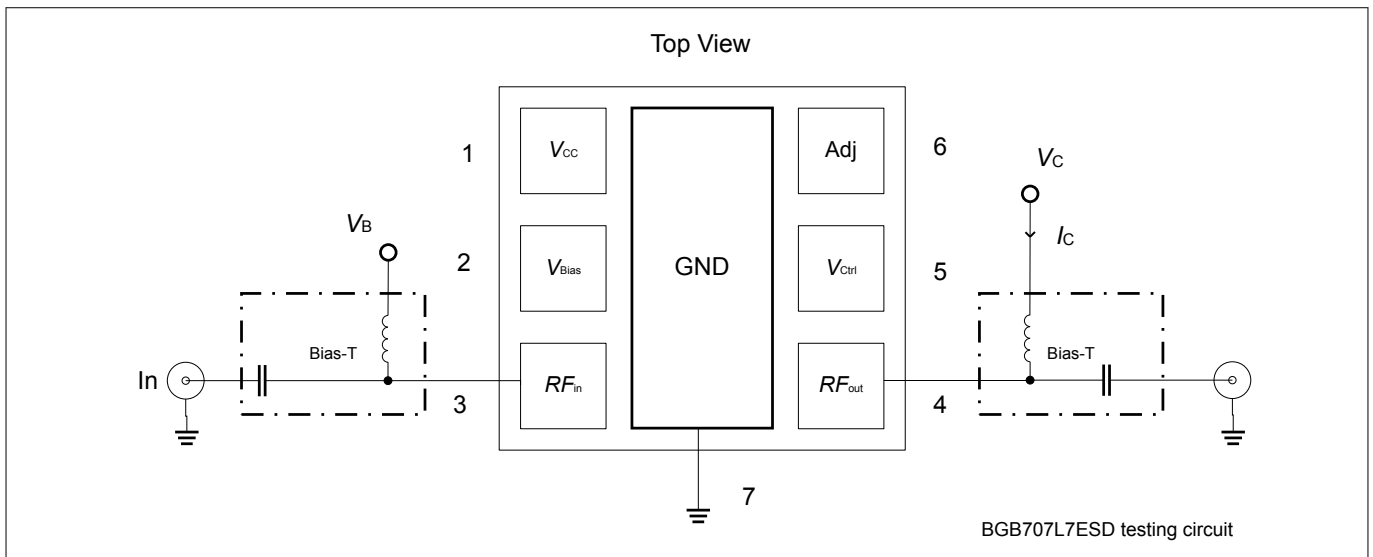 Top View
1
VCC
Adj
6
VC
VB
IC
2
VBias
GND
VCtrl
5
Bias-T
Bias-T
In
RFin
RFout
3
4
7
BGB707L7ESD testing circuit